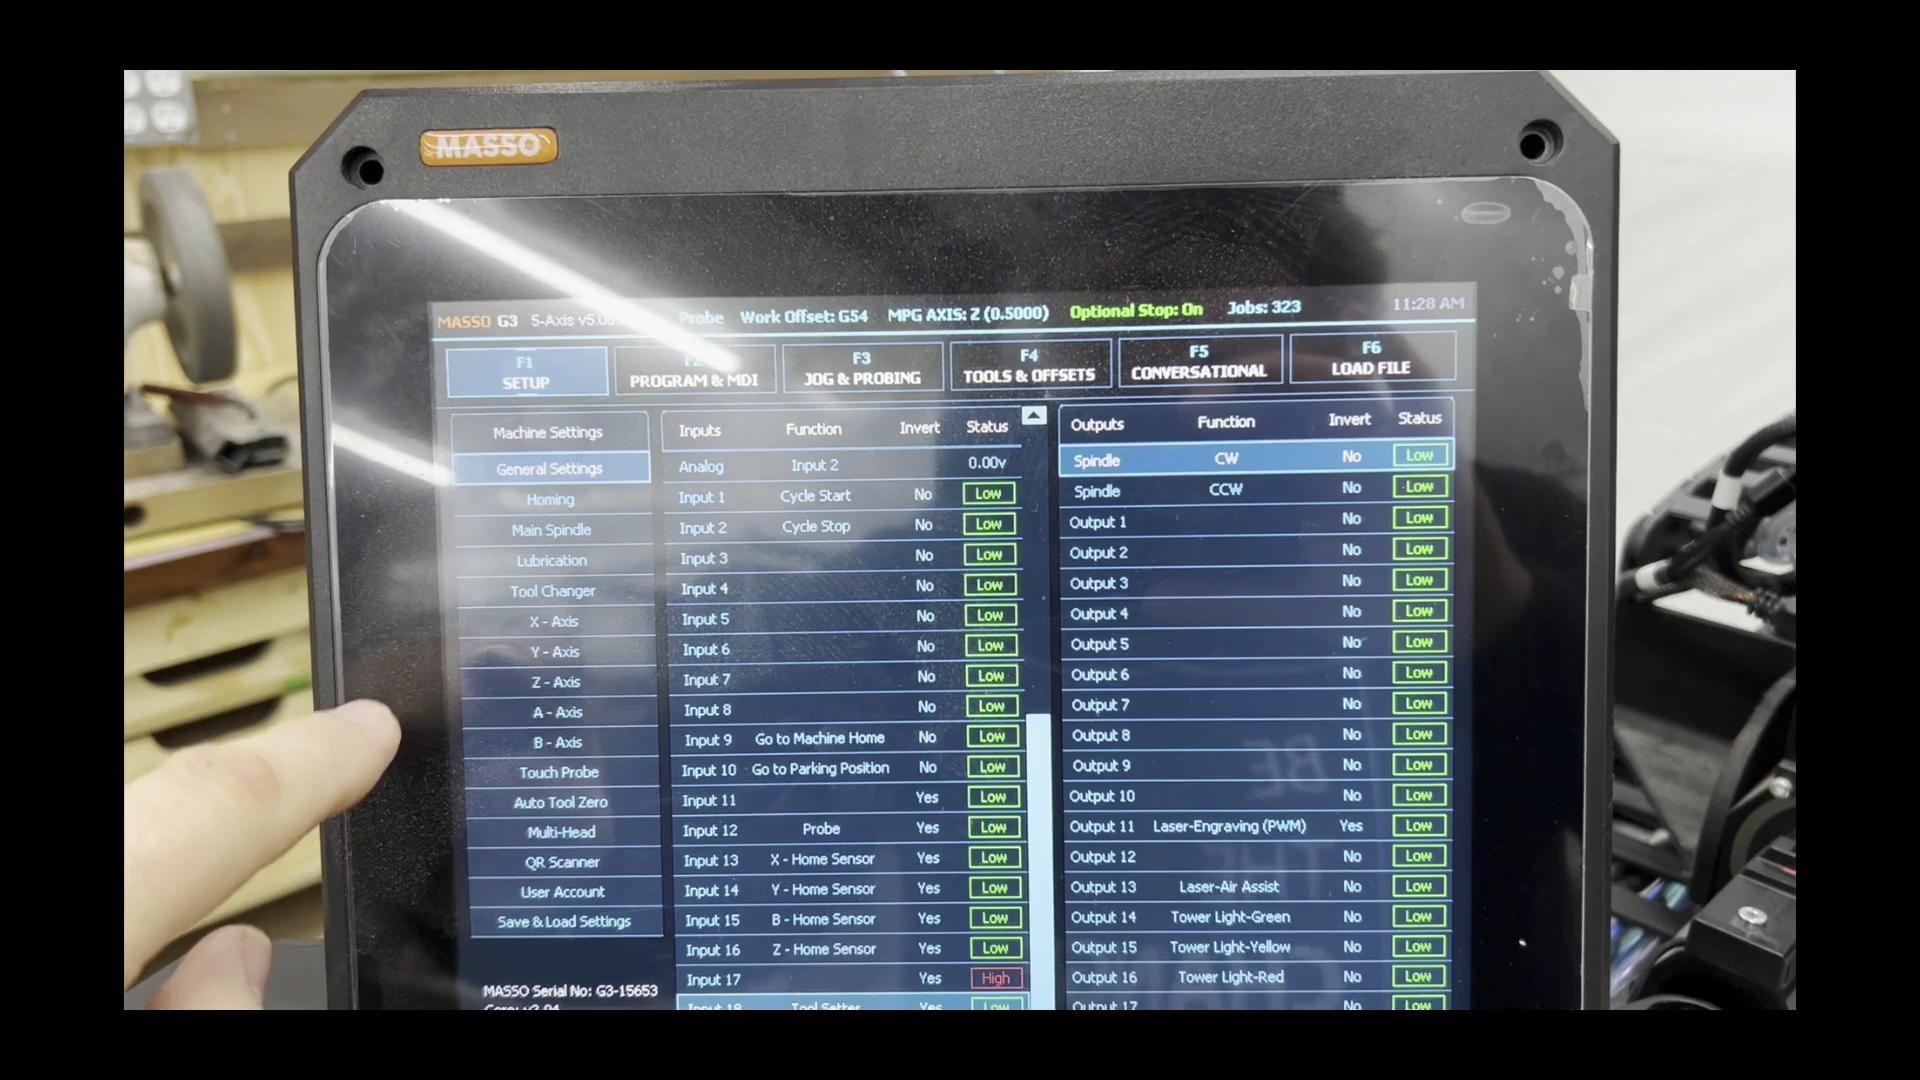 MASSO
MASSO G3 5-Axis Probe Work Offset: G54 MPG AXIS: Z (0.5000) Optional Stop: On Jobs: 323 11:28 AM
F1 SETUP
PROGRAM & MDI
F3 JOG & PROBING
F4 TOOLS & OFFSETS
F5 CONVERSATIONAL
F6 LOAD FILE
Machine Settings
General Settings
Homing
Main Spindle
Lubrication
Tool Changer
X - Axis
Y - Axis
Z - Axis
A - Axis
B - Axis
Touch Probe
Auto Tool Zero
Multi-Head
QR Scanner
User Account
Save & Load Settings
MASSO Serial No: G3-15653
Inputs Function Invert Status
Analog Input 2 0.00v
Input 1 Cycle Start No Low
Input 2 Cycle Stop No Low
Input 3 No Low
Input 4 No Low
Input 5 No Low
Input 6 No Low
Input 7 No Low
Input 8 No Low
Input 9 Go to Machine Home No Low
Input 10 Go to Parking Position No Low
Input 11 Yes Low
Input 12 Probe Yes Low
Input 13 X - Home Sensor Yes Low
Input 14 Y - Home Sensor Yes Low
Input 15 B - Home Sensor Yes Low
Input 16 Z - Home Sensor Yes Low
Input 17 Yes High
Input 18 Tool Setter Yes Low
Outputs Function Invert Status
Spindle CW No Low
Spindle CCW No Low
Output 1 No Low
Output 2 No Low
Output 3 No Low
Output 4 No Low
Output 5 No Low
Output 6 No Low
Output 7 No Low
Output 8 No Low
Output 9 No Low
Output 10 No Low
Output 11 Laser-Engraving (PWM) Yes Low
Output 12 No Low
Output 13 Laser-Air Assist No Low
Output 14 Tower Light-Green No Low
Output 15 Tower Light-Yellow No Low
Output 16 Tower Light-Red No Low
Output 17 No Low